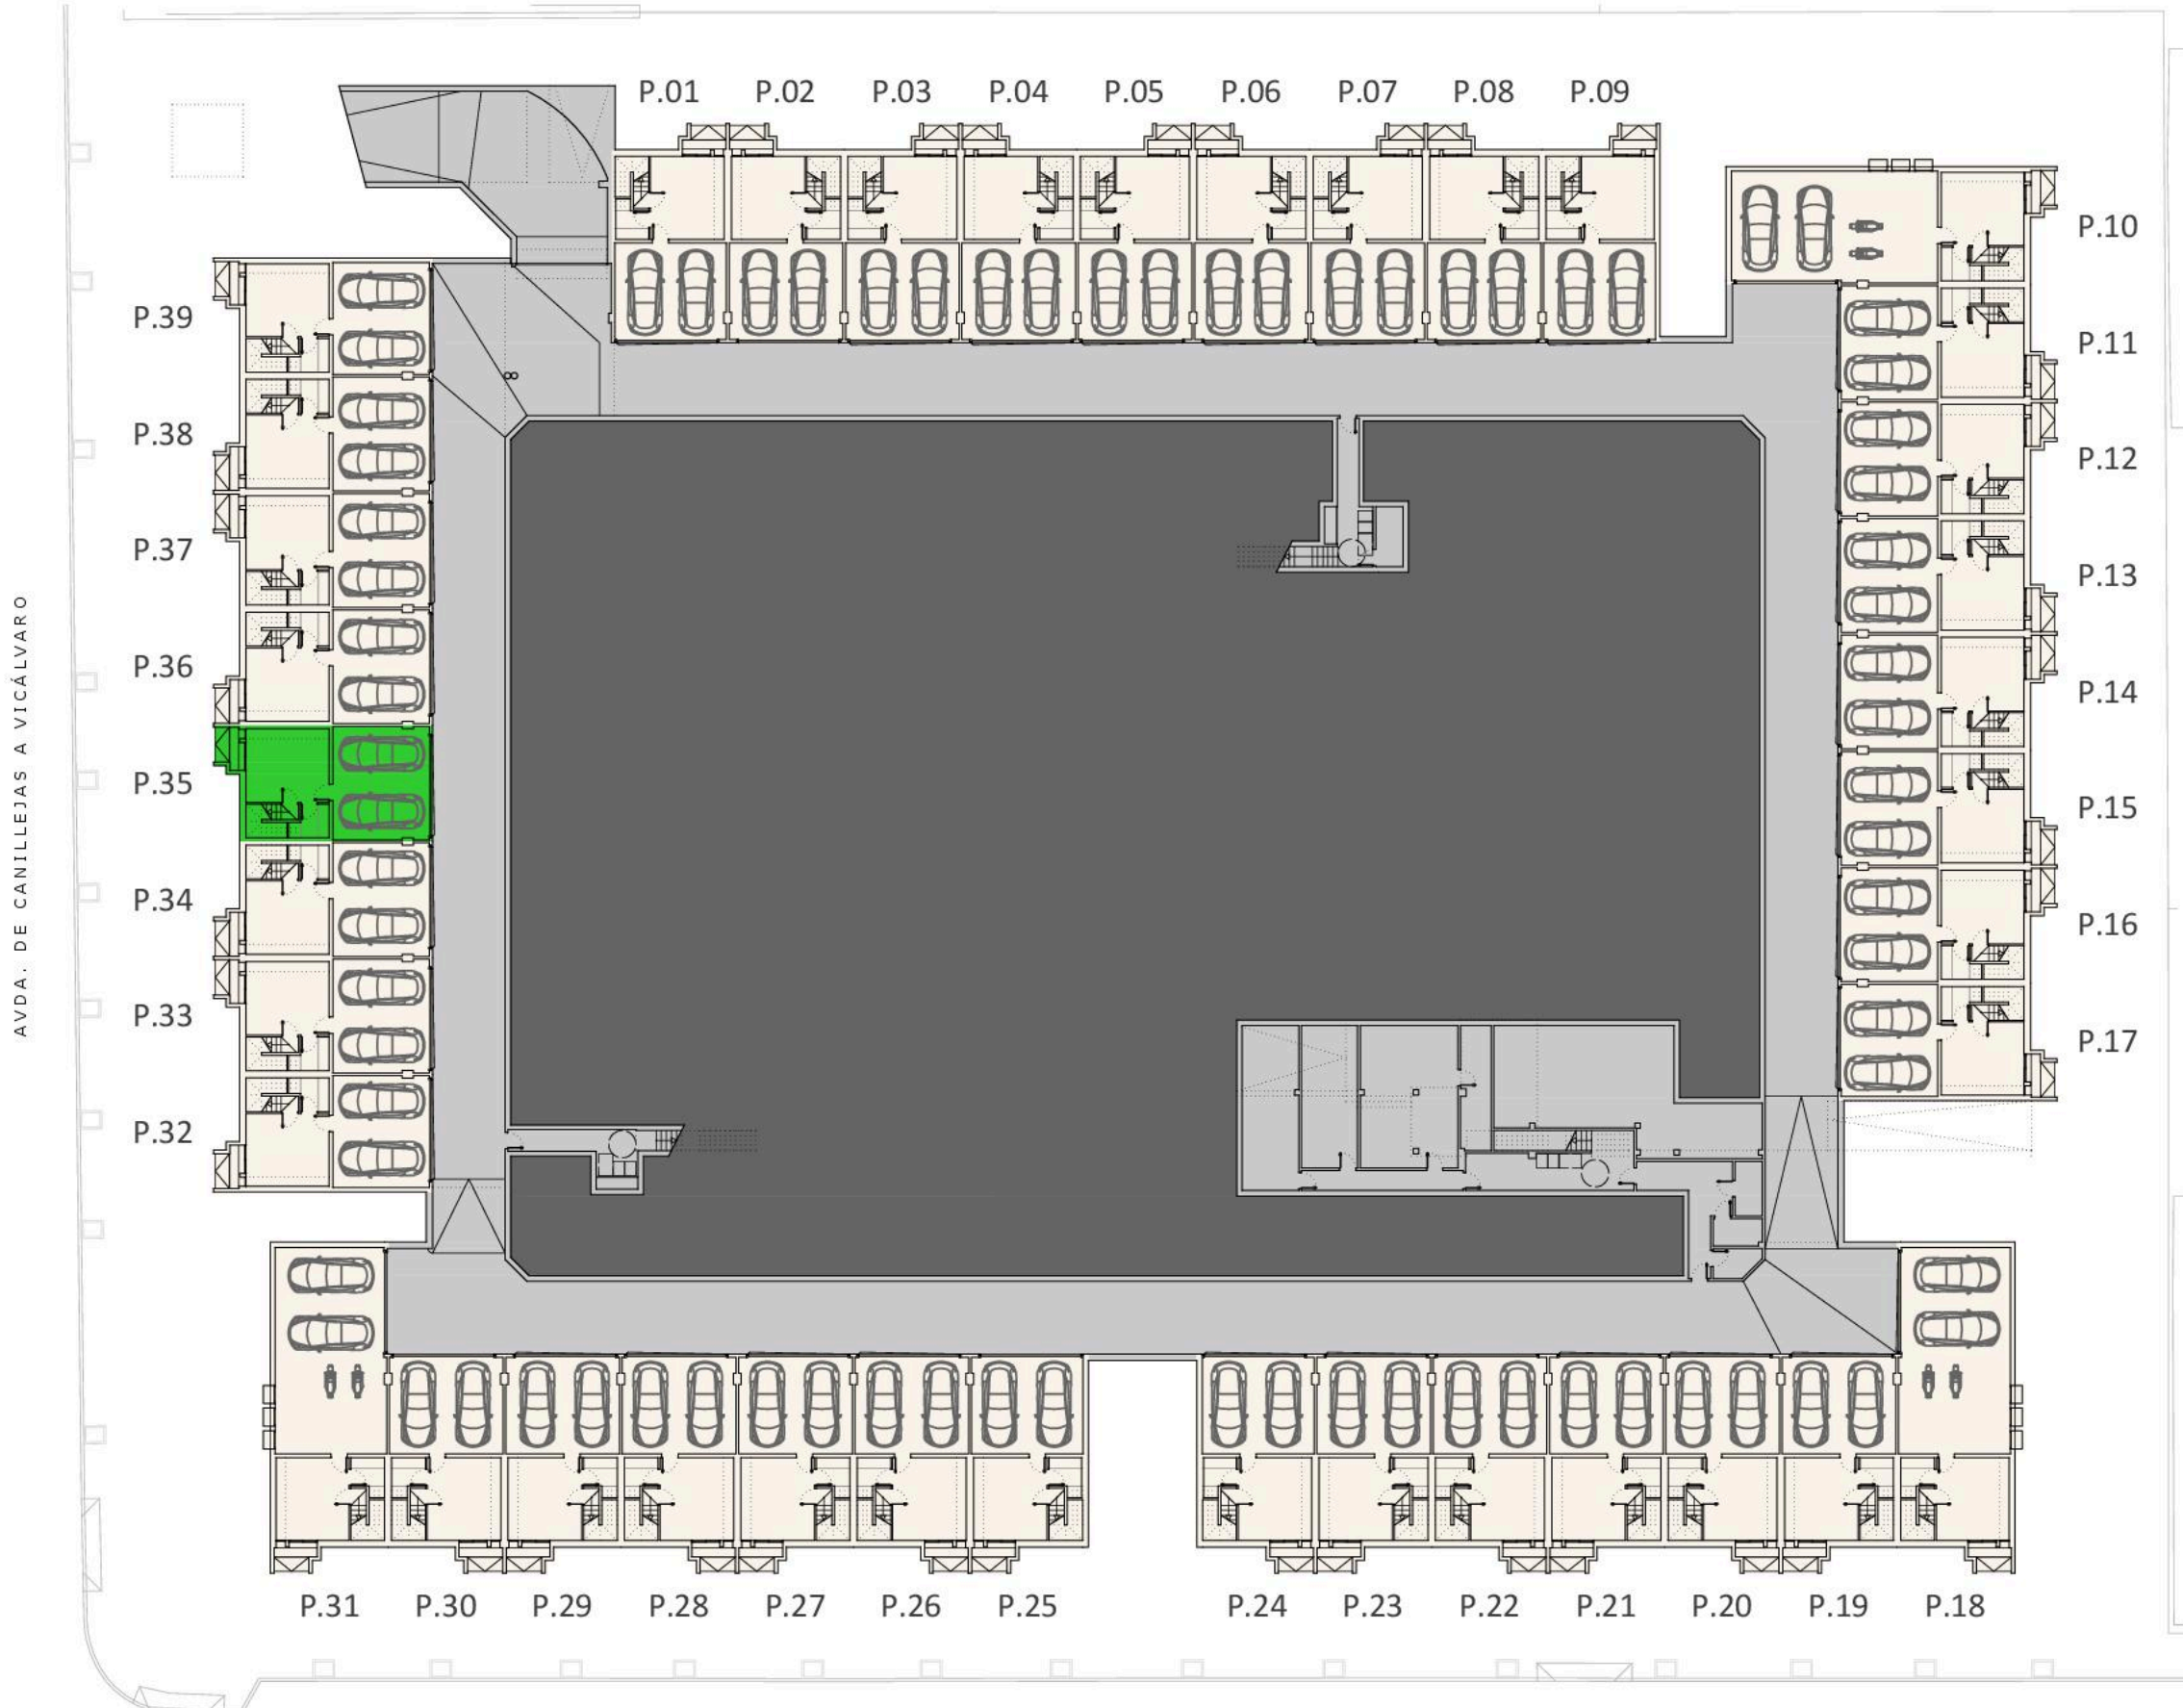 P.01 P.02 P.03 P.04 P.05 P.06 P.07 P.08 P.09
P.10
P.11
P.12
P.13
P.14
P.15
P.16
P.17
P.39
P.38
P.37
P.36
P.35
P.34
P.33
P.32
AVDA. DE CANILLEJAS A VICÁLVARO
P.31 P.30 P.29 P.28 P.27 P.26 P.25 P.24 P.23 P.22 P.21 P.20 P.19 P.18